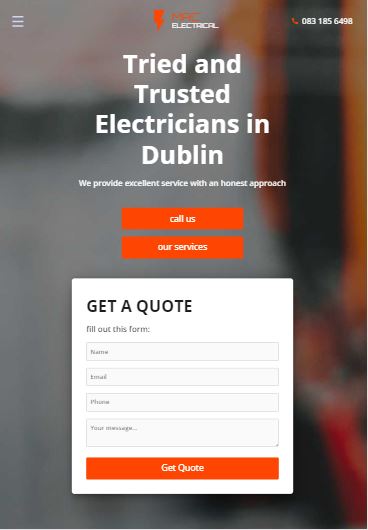 MAC
ELECTRICAL
083 185 6498
Tried and
Trusted
Electricians in
Dublin
We provide excellent service with an honest approach
call us
our services
GET A QUOTE
fill out this form:
Name
Email
Phone
Your message...
Get Quote